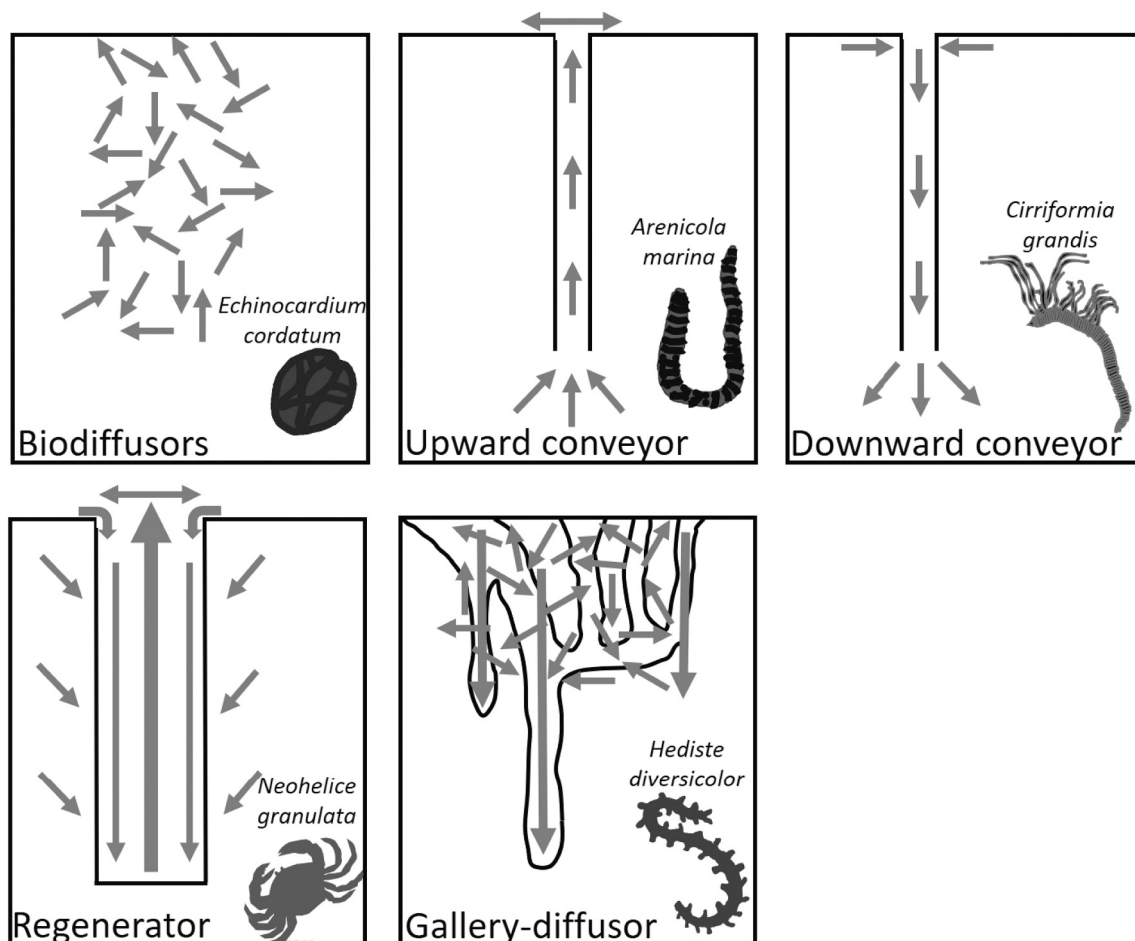 Echinocardium
cordatum
Biodiffusors
Arenicola
marina
Upward conveyor
Cirriformia
grandis
Downward conveyor
Neohelice
granulata
Regenerator
Hediste
diversicolor
Gallery-diffusor